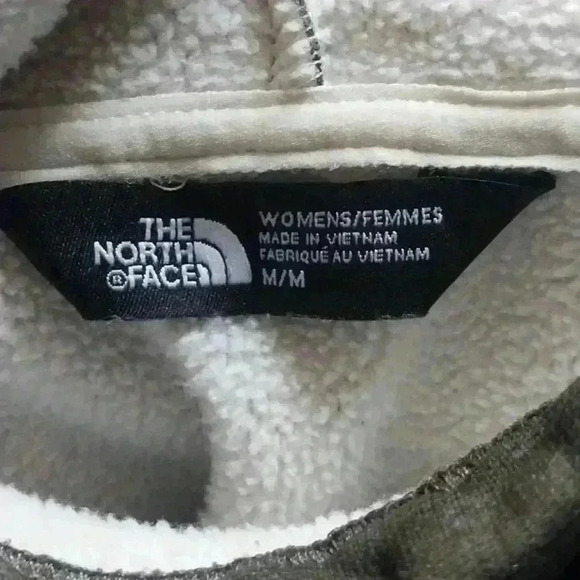 THE
NORTH
®FACE
WOMENS/FEMMES
MADE IN VIETNAM
FABRIQUÉ AU VIETNAM
M/M